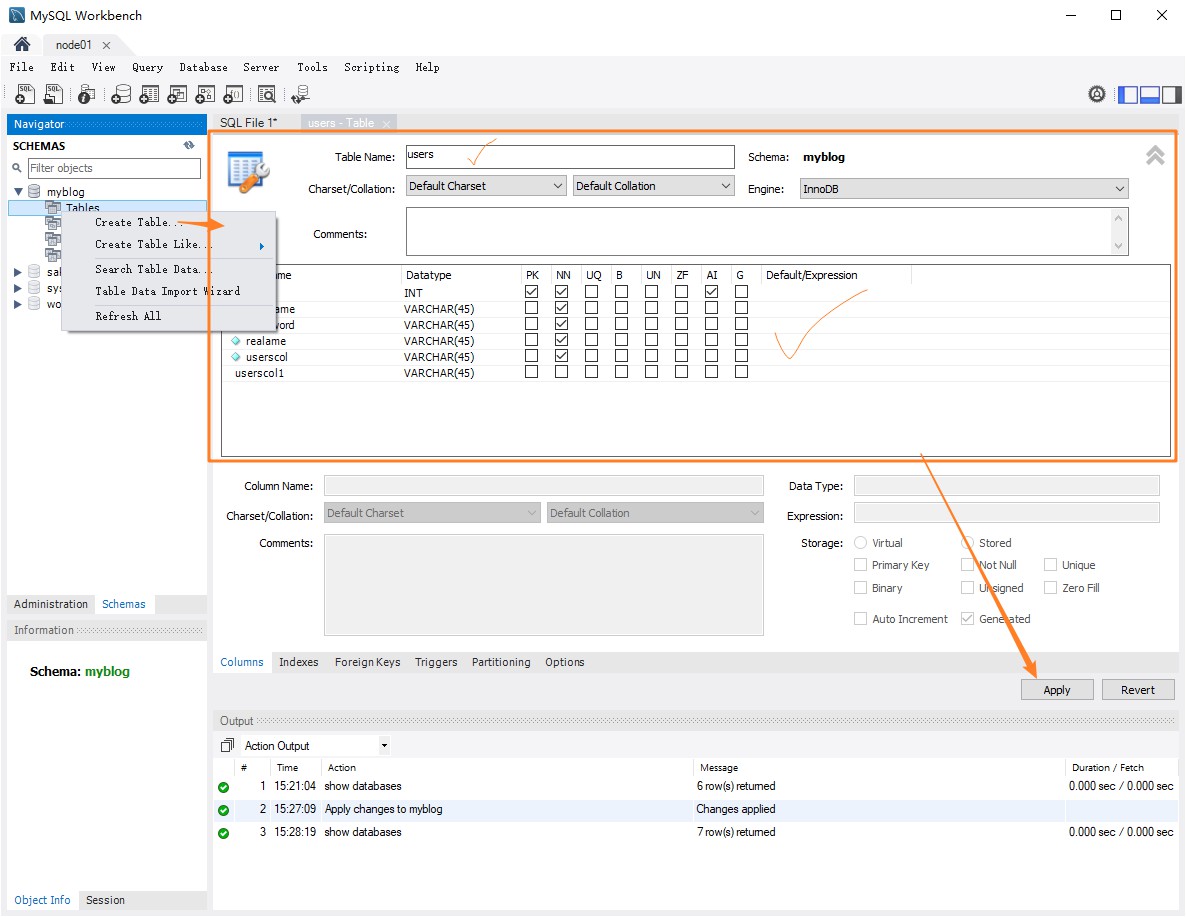 MySQL Workbench
node01
File Edit View Query Database Server Tools Scripting Help
Navigator
SCHEMAS
Filter objects
myblog
Tables
Create Table...
Create Table Like...
Search Table Data...
Table Data Import Wizard
Refresh All
sa
sys
wo
SQL File 1*
users - Table
Table Name: users
Schema: myblog
Charset/Collation: Default Charset Default Collation
Engine: InnoDB
Comments:
ame Datatype PK NN UQ B UN ZF AI G Default/Expression
INT
ame VARCHAR(45)
word VARCHAR(45)
realame VARCHAR(45)
userscol VARCHAR(45)
userscol1 VARCHAR(45)
Column Name:
Data Type:
Charset/Collation: Default Charset Default Collation
Expression:
Comments:
Storage: Virtual Stored
Primary Key Not Null Unique
Binary Unsigned Zero Fill
Auto Increment Generated
Administration Schemas
Information
Schema: myblog
Columns Indexes Foreign Keys Triggers Partitioning Options
Apply Revert
Output
Action Output
# Time Action Message Duration / Fetch
1 15:21:04 show databases 6 row(s) returned 0.000 sec / 0.000 sec
2 15:27:09 Apply changes to myblog Changes applied
3 15:28:19 show databases 7 row(s) returned 0.000 sec / 0.000 sec
Object Info Session